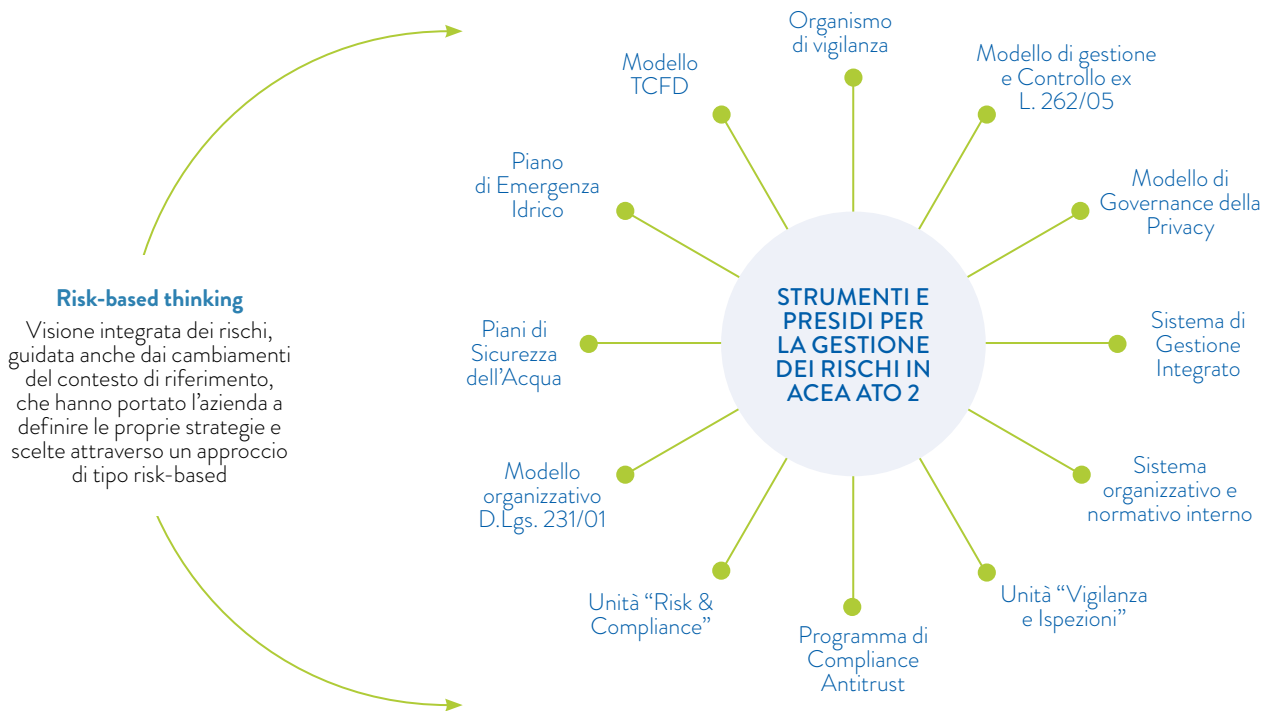 Risk-based thinking
Visione integrata dei rischi,
guidata anche dai cambiamenti
del contesto di riferimento,
che hanno portato l'azienda a
definire le proprie strategie e
scelte attraverso un approccio
di tipo risk-based
STRUMENTI E
PRESIDI PER
LA GESTIONE
DEI RISCHI IN
ACEA ATO 2
Organismo
di vigilanza
Modello di gestione
e Controllo ex
L. 262/05
Modello di
Governance della
Privacy
Sistema di
Gestione
Integrato
Sistema
organizzativo e
normativo interno
Unità “Vigilanza
e Ispezioni”
Programma di
Compliance
Antitrust
Unità “Risk &
Compliance”
Modello
organizzativo
D.Lgs. 231/01
Piani di
Sicurezza
dell'Acqua
Piano
di Emergenza
Idrico
Modello
TCFD